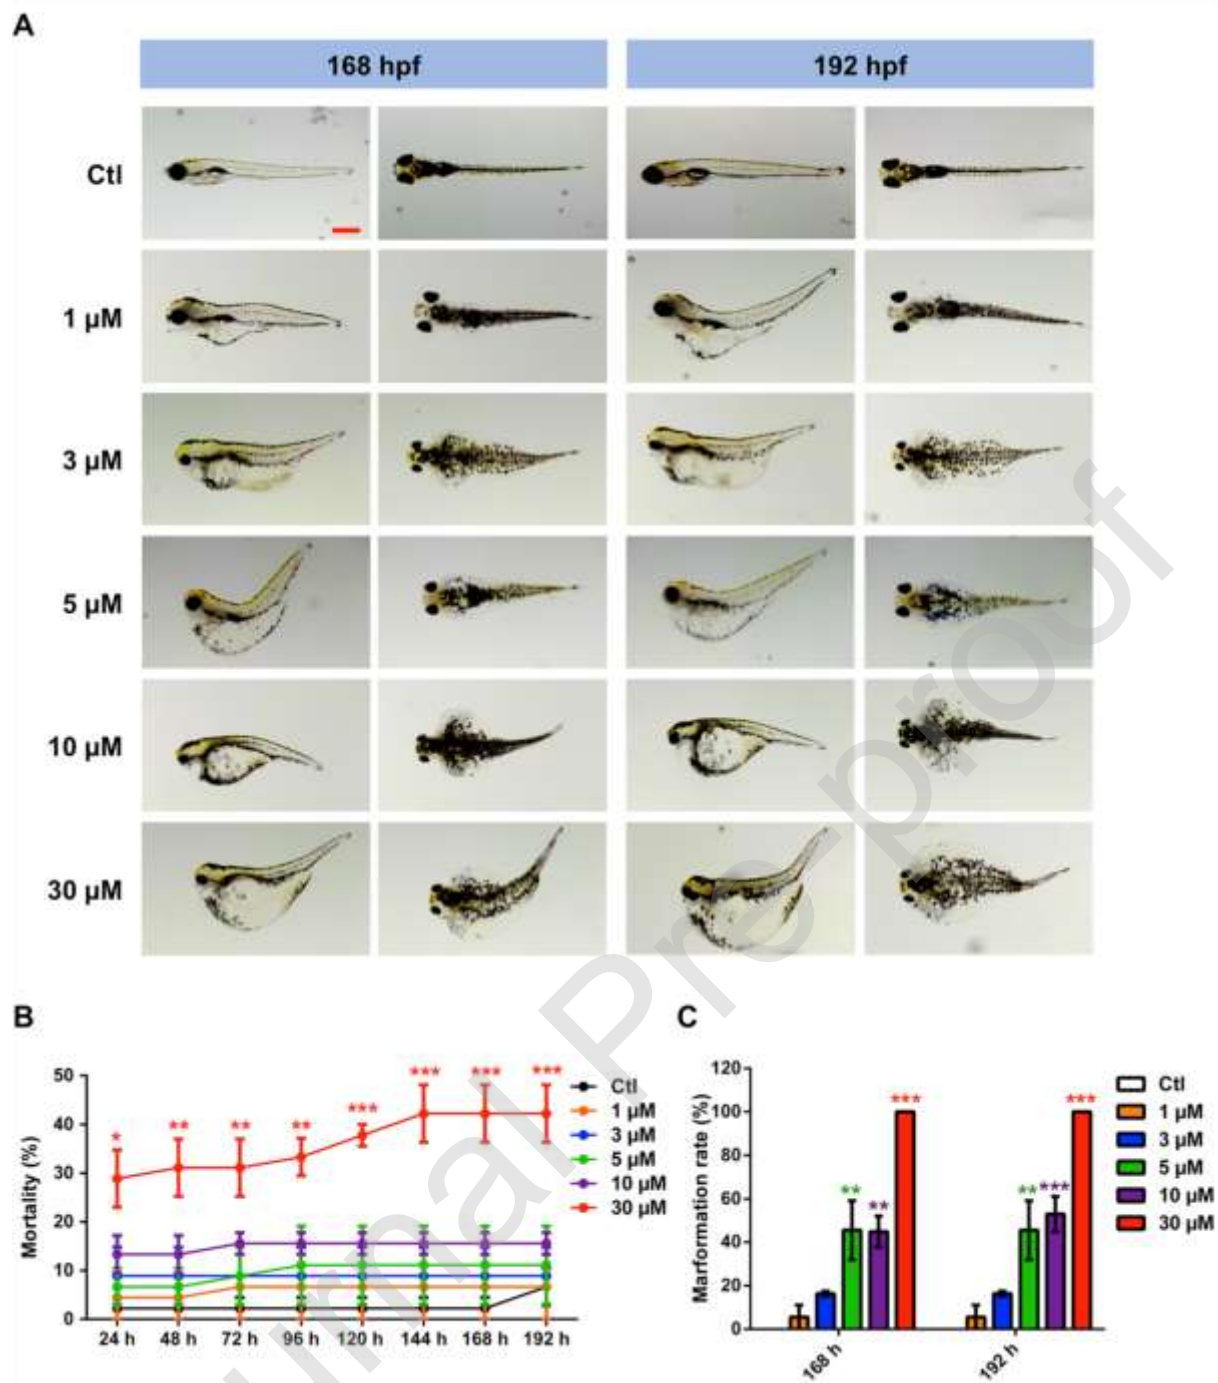 A
168 hpf 192 hpf
Ctl
1 µM
3 µM
5 µM
10 µM
30 µM
B
Mortality (%)
50
40
30
20
10
0
24 h 48 h 72 h 96 h 120 h 144 h 168 h 192 h
* ** ** ** *** *** *** ***
Ctl
1 µM
3 µM
5 µM
10 µM
30 µM
C
Marformation rate (%)
120
100
80
60
40
20
0
** ** *** ** *** ***
168 h 192 h
Ctl
1 µM
3 µM
5 µM
10 µM
30 µM
urnal Pre-proof